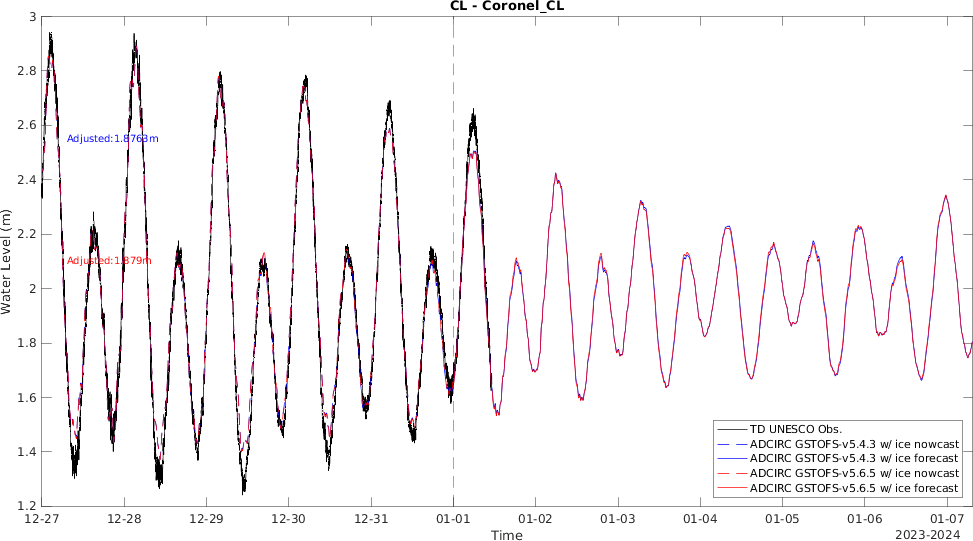 CL - Coronel_CL
3
2.8
2.6
2.4
2.2
2
1.8
1.6
1.4
1.2
Water Level (m)
Adjusted:1.8763m
Adjusted:1.879m
TD UNESCO Obs.
ADCIRC GSTOFS-v5.4.3 w/ ice nowcast
ADCIRC GSTOFS-v5.4.3 w/ ice forecast
ADCIRC GSTOFS-v5.6.5 w/ ice nowcast
ADCIRC GSTOFS-v5.6.5 w/ ice forecast
12-27 12-28 12-29 12-30 12-31 01-01 01-02 01-03 01-04 01-05 01-06 01-07
Time
2023-2024